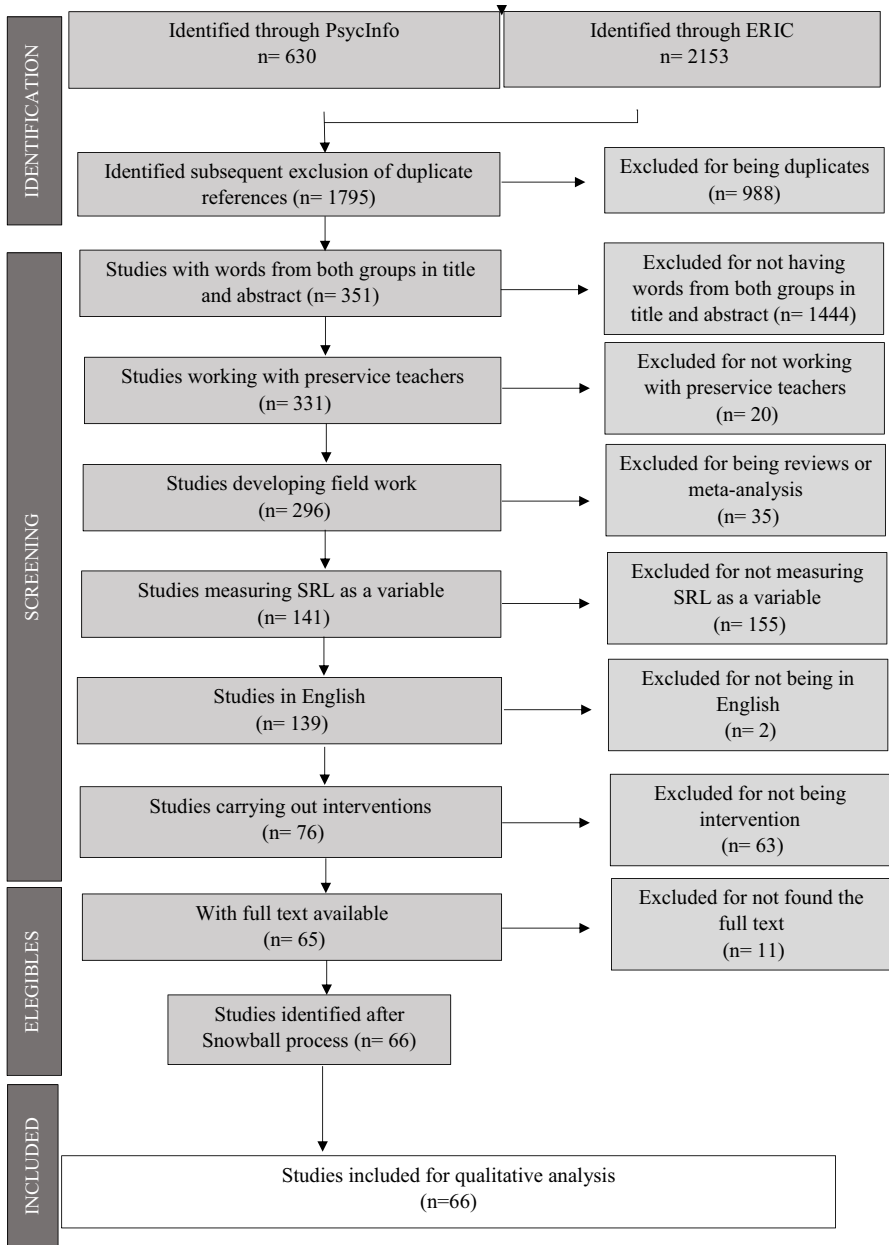 IDENTIFICATION
Identified through PsycInfo
n= 630
Identified through ERIC
n= 2153
Identified subsequent exclusion of duplicate
references (n= 1795)
Excluded for being duplicates
(n= 988)
SCREENING
Studies with words from both groups in title
and abstract (n= 351)
Excluded for not having
words from both groups in
title and abstract (n= 1444)
Studies working with preservice teachers
(n= 331)
Excluded for not working
with preservice teachers
(n= 20)
Studies developing field work
(n= 296)
Excluded for being reviews or
meta-analysis
(n= 35)
Studies measuring SRL as a variable
(n= 141)
Excluded for not measuring
SRL as a variable
(n= 155)
Studies in English
(n= 139)
Excluded for not being in
English
(n= 2)
Studies carrying out interventions
(n= 76)
Excluded for not being
intervention
(n= 63)
ELEGIBLES
With full text available
(n= 65)
Excluded for not found the
full text
(n= 11)
Studies identified after
Snowball process (n= 66)
INCLUDED
Studies included for qualitative analysis
(n=66)